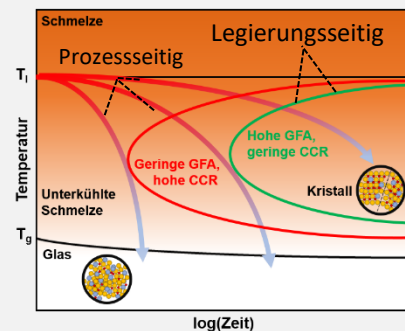 Schmelze
Prozessseitig
Legierungsseitig
Tl
Temperatur
Geringe GFA,
hohe CCR
Hohe GFA,
geringe CCR
Kristall
Unterkühlte
Schmelze
Tg
Glas
log(Zeit)